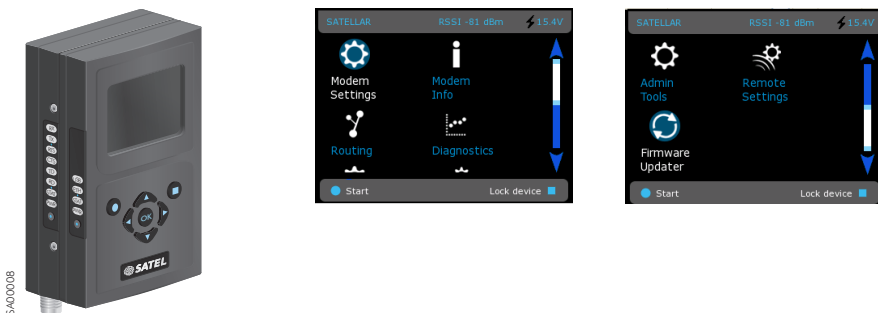 SATELLAR RSSI -81 dBm 15.4V
Modem Settings
Modem Info
Routing
Diagnostics
Start Lock device
SATELLAR RSSI -81 dBm 15.4V
Admin Tools
Remote Settings
Firmware Updater
Start Lock device
OK
SATEL
SA00008